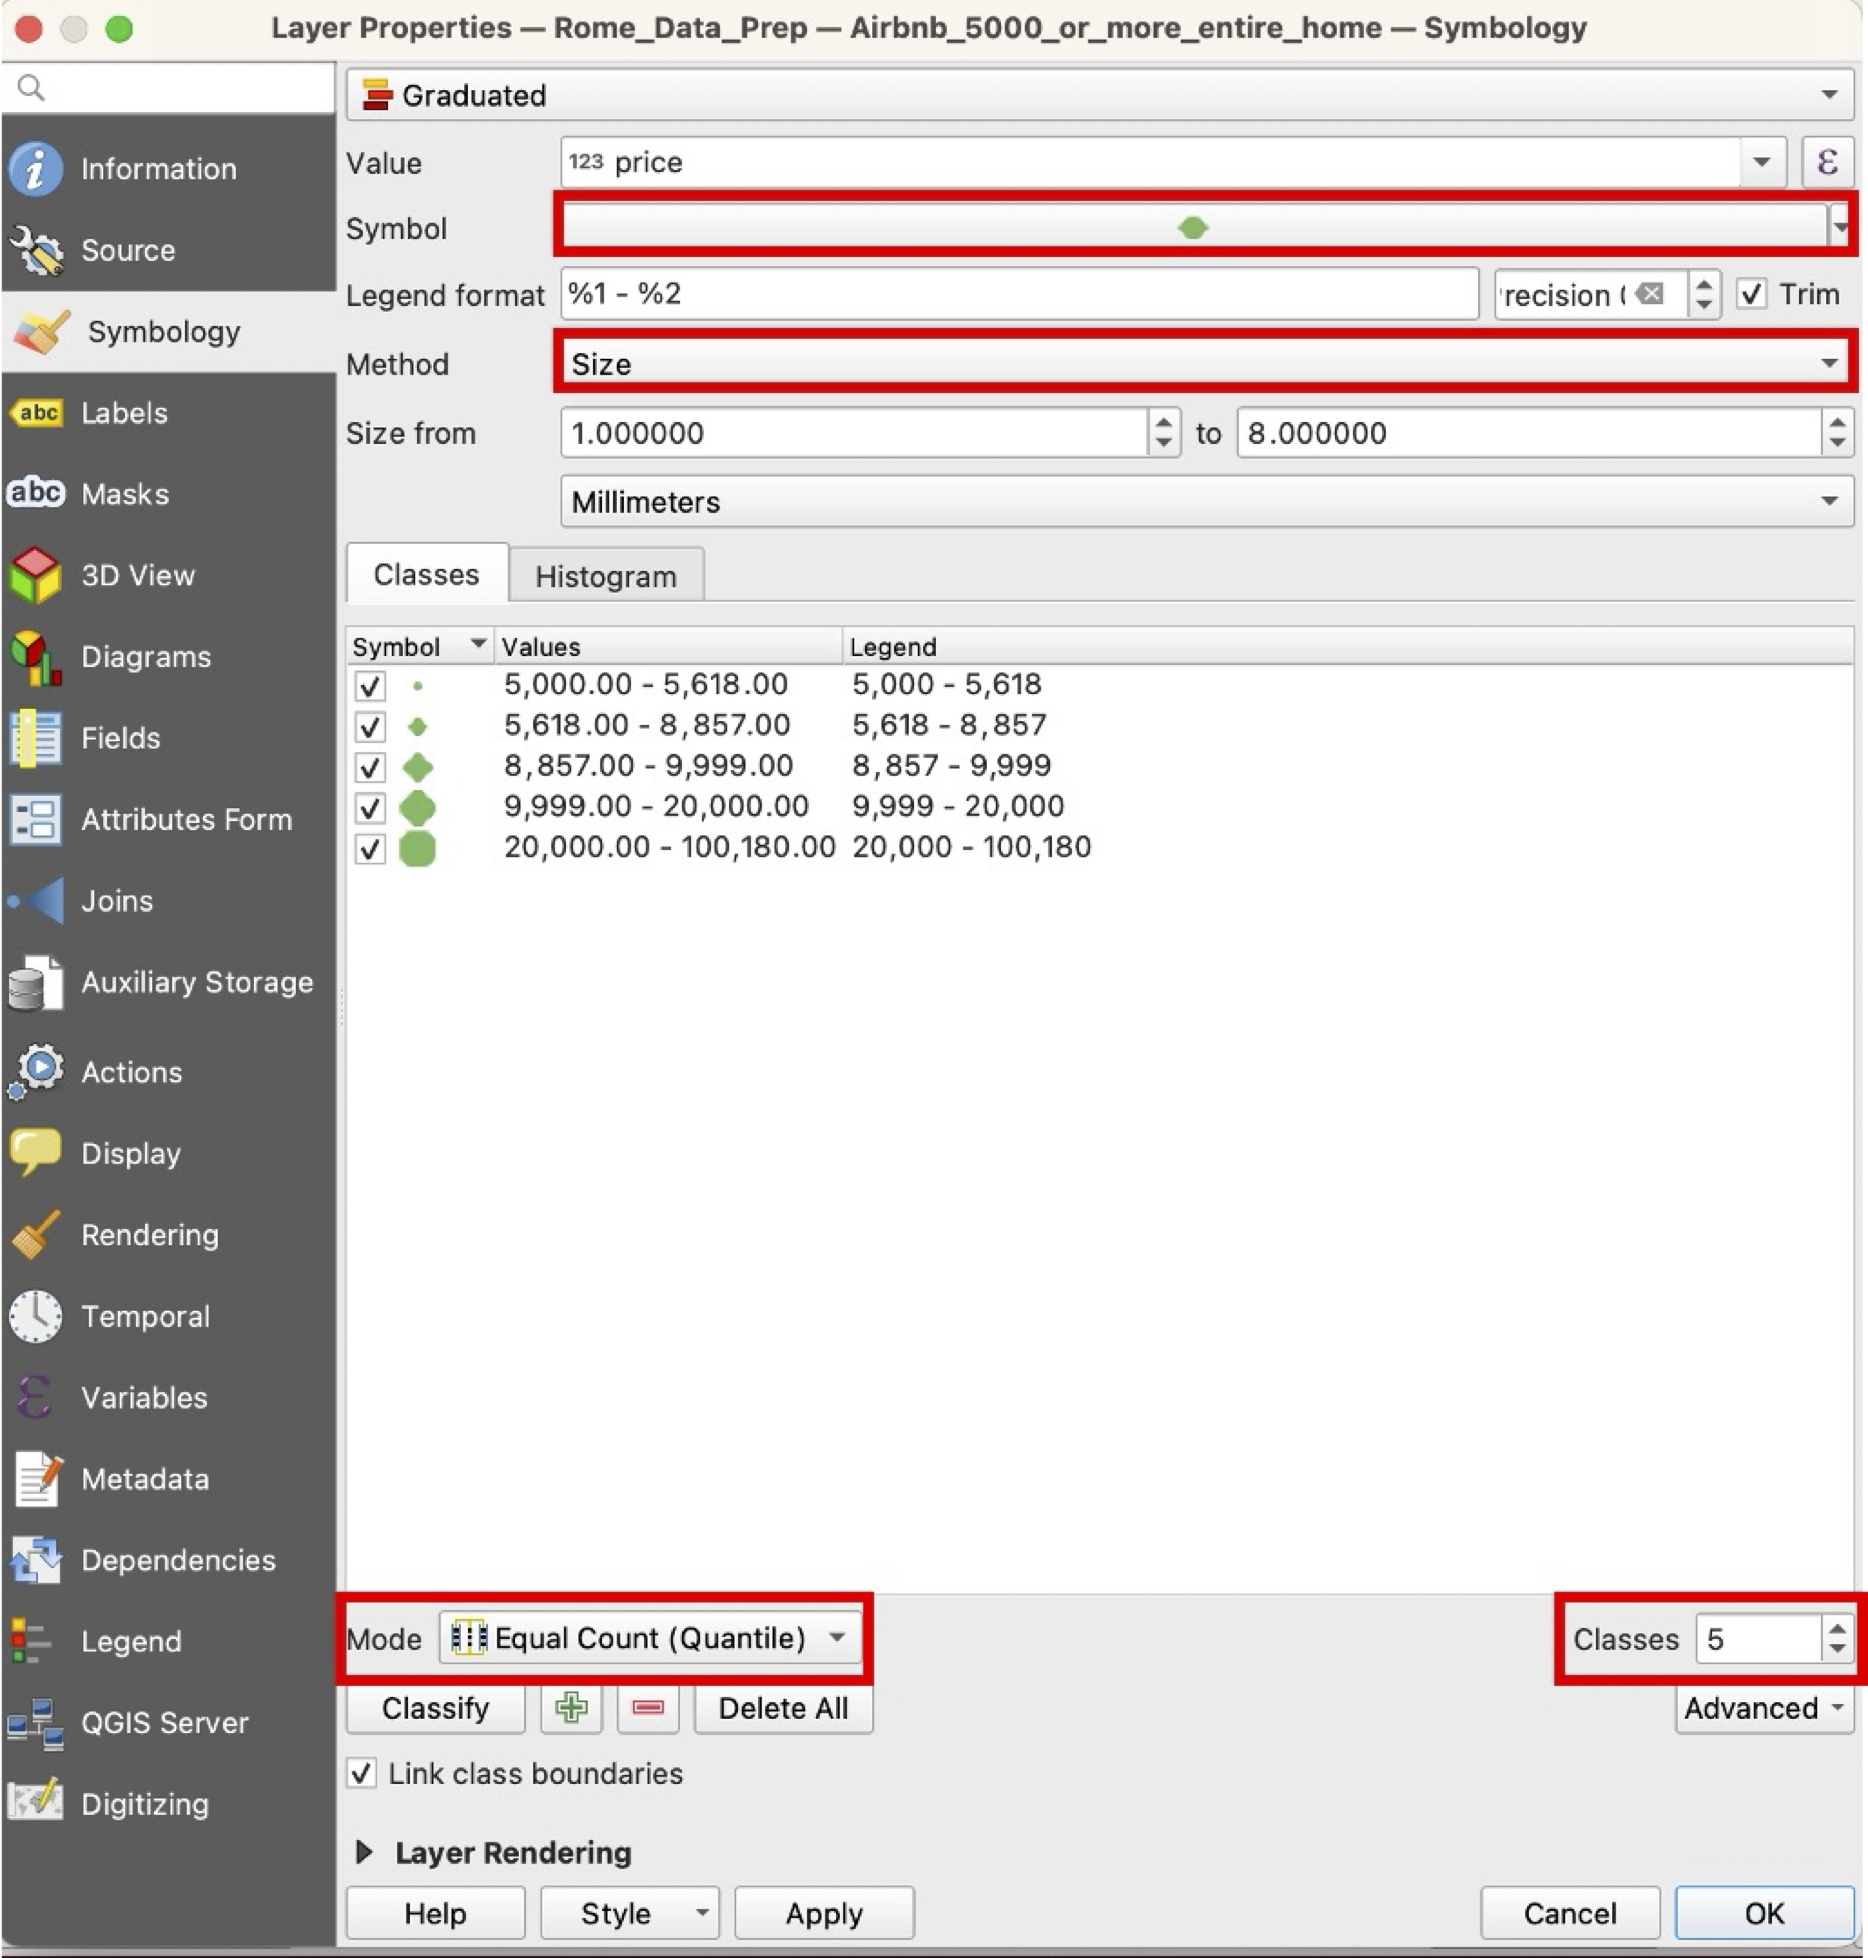 Layer Properties — Rome_Data_Prep — Airbnb_5000_or_more_entire_home — Symbology
Information
Source
Symbology
Labels
Masks
3D View
Diagrams
Fields
Attributes Form
Joins
Auxiliary Storage
Actions
Display
Rendering
Temporal
Variables
Metadata
Dependencies
Legend
QGIS Server
Digitizing
abc
abc
Graduated
Value 123 price ε
Symbol
Legend format %1 - %2 recision Trim
Method Size
Size from 1.000000 to 8.000000
Millimeters
Classes Histogram
Symbol Values Legend
5,000.00 - 5,618.00 5,000 - 5,618
5,618.00 - 8,857.00 5,618 - 8,857
8,857.00 - 9,999.00 8,857 - 9,999
9,999.00 - 20,000.00 9,999 - 20,000
20,000.00 - 100,180.00 20,000 - 100,180
Mode Equal Count (Quantile) Classes 5
Classify Delete All Advanced
Link class boundaries
Layer Rendering
Help Style Apply Cancel OK